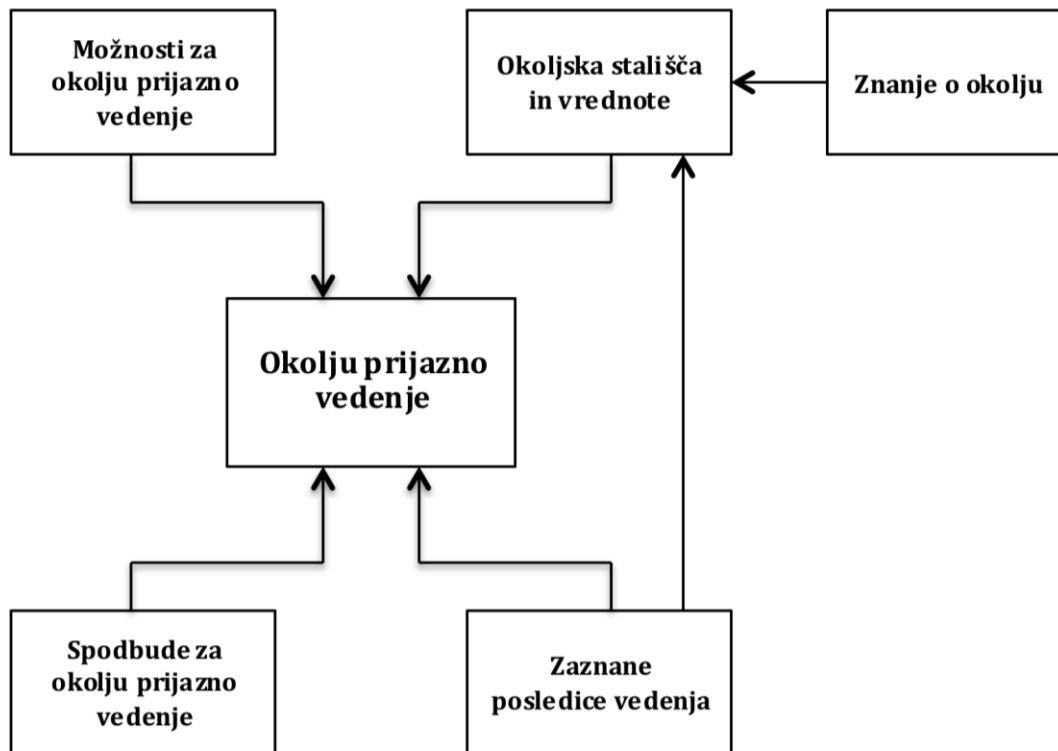 Možnosti za
okolju prijazno
vedenje
Okoljska stališča
in vrednote
Znanje o okolju
Okolju prijazno
vedenje
Spodbude za
okolju prijazno
vedenje
Zaznane
posledice vedenja